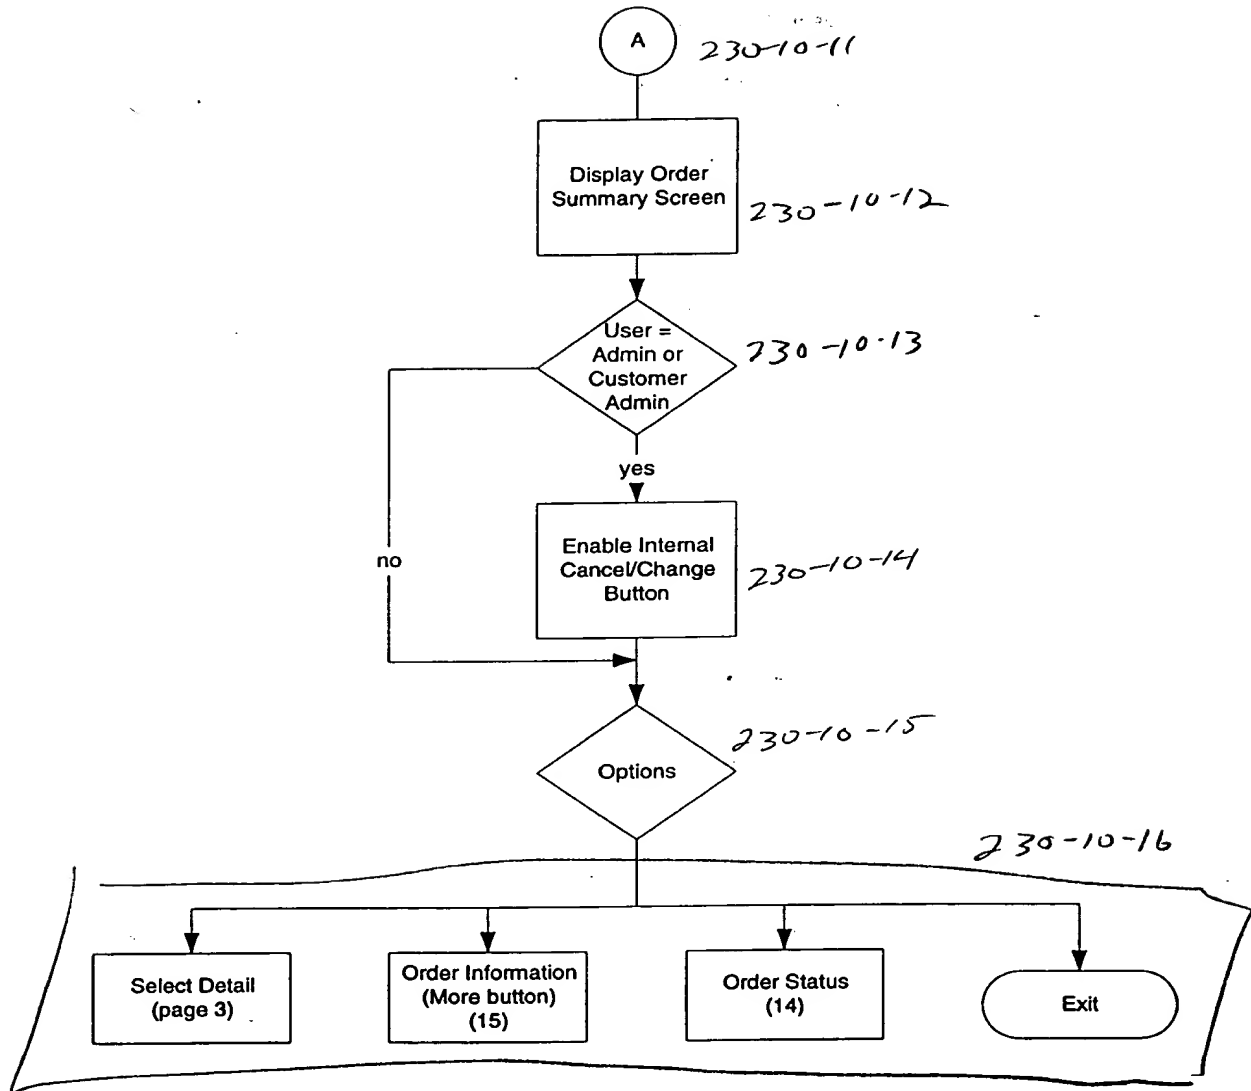 A
230-10-11
Display Order
Summary Screen
230-10-12
User =
Admin or
Customer
Admin
230-10-13
yes
no
Enable Internal
Cancel/Change
Button
230-10-14
Options
230-10-15
230-10-16
Select Detail
(page 3)
Order Information
(More button)
(15)
Order Status
(14)
Exit